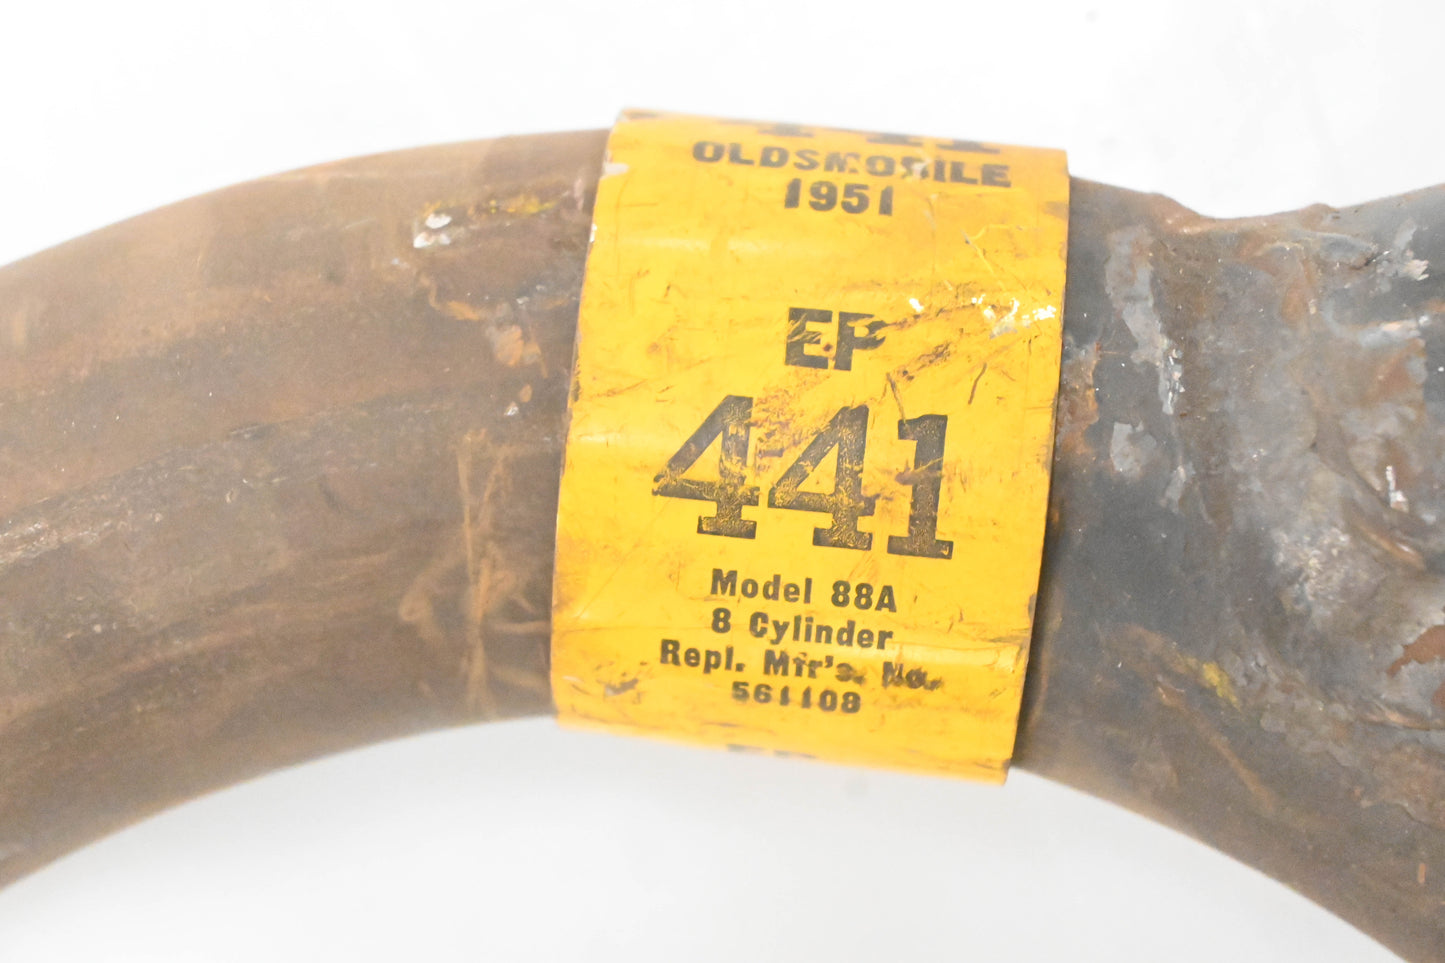 OLDSMOBILE
1951
EP
441
Model 88A
8 Cylinder
Repl. Mfr's. No.
561108